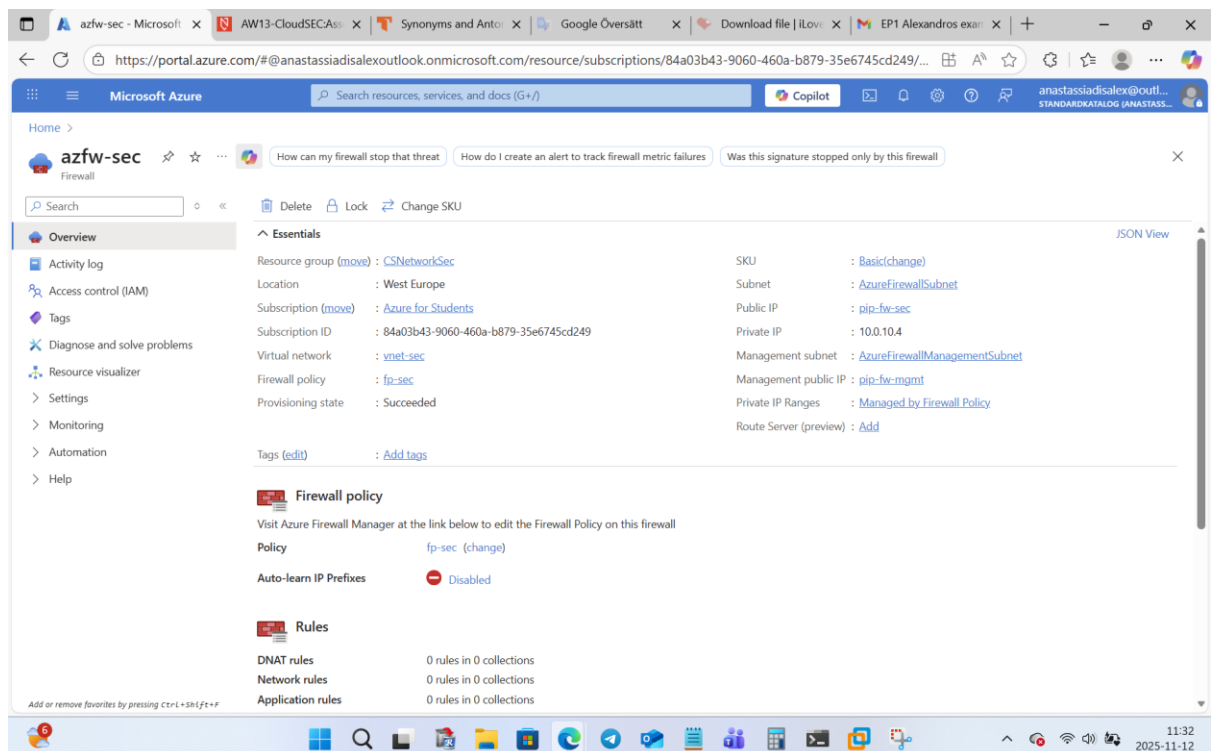 azfw-sec - Microsoft
AW13-CloudSEC:Ass
Synonyms and Anto
Google Översätt
Download file | iLove
EP1 Alexandros exam
https://portal.azure.com/#@anastassiadisalexoutlook.onmicrosoft.com/resource/subscriptions/84a03b43-9060-460a-b879-35e6745cd249/...
Microsoft Azure
Search resources, services, and docs (G+/)
Copilot
anastassiadisalex@outl...
STANDARDKATALOG (ANASTASS...
Home >
azfw-sec
Firewall
How can my firewall stop that threat
How do I create an alert to track firewall metric failures
Was this signature stopped only by this firewall
Search
Delete Lock Change SKU
Overview
Activity log
Access control (IAM)
Tags
Diagnose and solve problems
Resource visualizer
Settings
Monitoring
Automation
Help
Essentials
JSON View
Resource group (move) : CSNetworkSec
Location : West Europe
Subscription (move) : Azure for Students
Subscription ID : 84a03b43-9060-460a-b879-35e6745cd249
Virtual network : vnet-sec
Firewall policy : fp-sec
Provisioning state : Succeeded
SKU : Basic(change)
Subnet : AzureFirewallSubnet
Public IP : pip-fw-sec
Private IP : 10.0.10.4
Management subnet : AzureFirewallManagementSubnet
Management public IP : pip-fw-mgmt
Private IP Ranges : Managed by Firewall Policy
Route Server (preview) : Add
Tags (edit) : Add tags
Firewall policy
Visit Azure Firewall Manager at the link below to edit the Firewall Policy on this firewall
Policy fp-sec (change)
Auto-learn IP Prefixes Disabled
Rules
DNAT rules 0 rules in 0 collections
Network rules 0 rules in 0 collections
Application rules 0 rules in 0 collections
Add or remove favorites by pressing Ctrl+Shift+F
6
11:32
2025-11-12